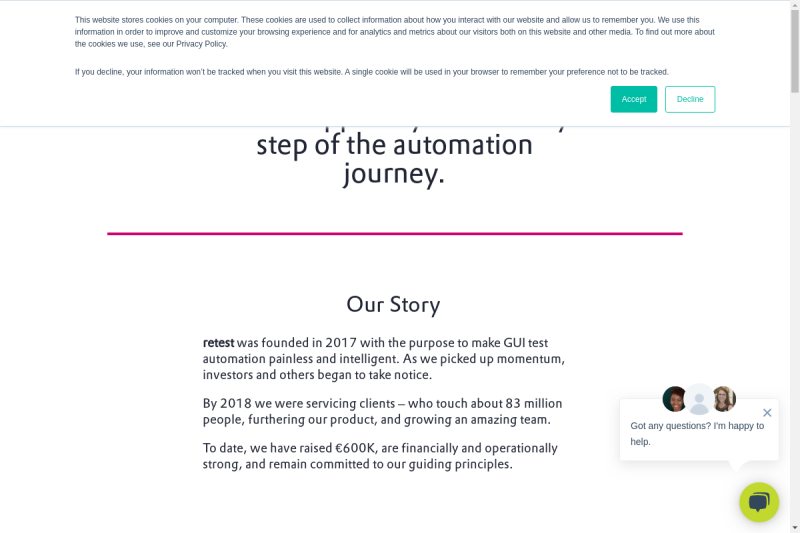 This website stores cookies on your computer. These cookies are used to collect information about how you interact with our website and allow us to remember you. We use this
information in order to improve and customize your browsing experience and for analytics and metrics about our visitors both on this website and other media. To find out more about
the cookies we use, see our Privacy Policy.
If you decline, your information won't be tracked when you visit this website. A single cookie will be used in your browser to remember your preference not to be tracked.
Accept
Decline
step of the automation
journey.
Our Story
retest was founded in 2017 with the purpose to make GUI test
automation painless and intelligent. As we picked up momentum,
investors and others began to take notice.
By 2018 we were servicing clients – who touch about 83 million
people, furthering our product, and growing an amazing team.
To date, we have raised €600K, are financially and operationally
strong, and remain committed to our guiding principles.
Got any questions? I'm happy to
help.